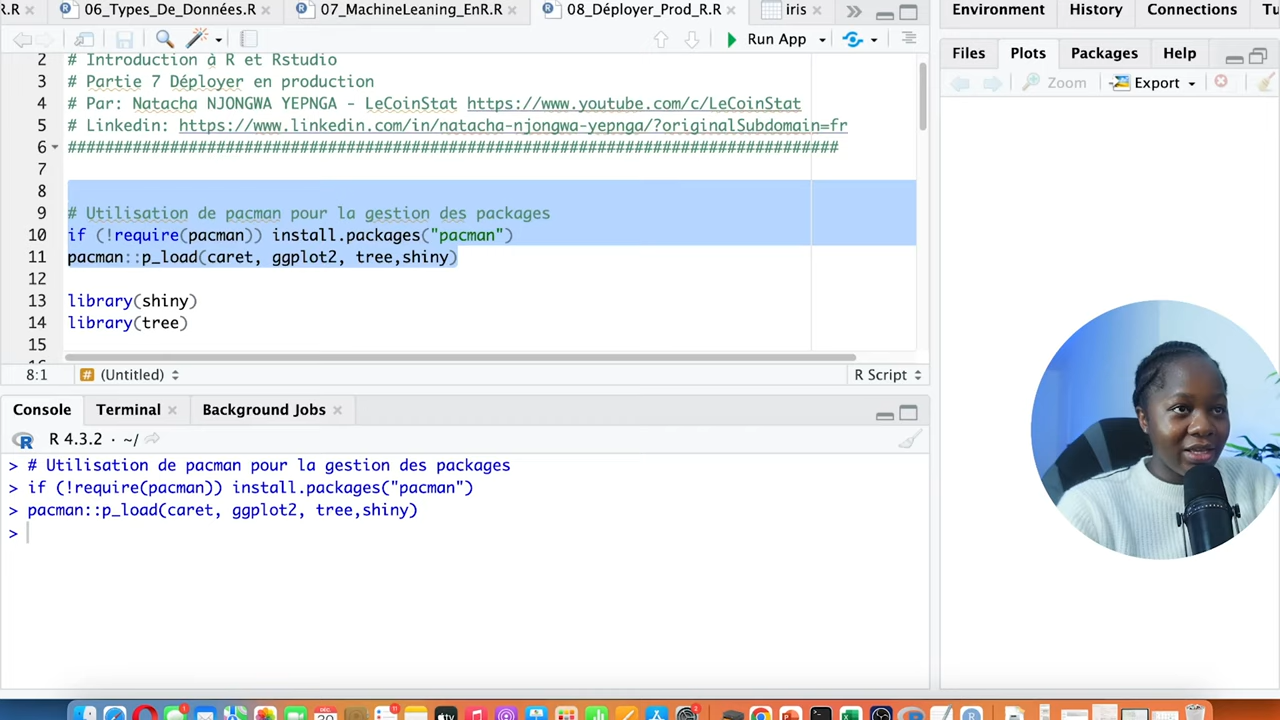 .R
06_Types_De_Données.R
07_MachineLeaning_EnR.R
08_Déployer_Prod_R.R
iris
Run App
2 # Introduction à R et Rstudio
3 # Partie 7 Déployer en production
4 # Par: Natacha NJONGWA YEPNGA - LeCoinStat https://www.youtube.com/c/LeCoinStat
5 # Linkedin: https://www.linkedin.com/in/natacha-njongwa-yepnga/?originalSubdomain=fr
6 ###################################################################################
7
8
9 # Utilisation de pacman pour la gestion des packages
10 if (!require(pacman)) install.packages("pacman")
11 pacman::p_load(caret, ggplot2, tree,shiny)
12
13 library(shiny)
14 library(tree)
15
8:1 # (Untitled) R Script
Console Terminal Background Jobs
R 4.3.2 · ~/
> # Utilisation de pacman pour la gestion des packages
> if (!require(pacman)) install.packages("pacman")
> pacman::p_load(caret, ggplot2, tree,shiny)
>
Environment History Connections
Files Plots Packages Help
Zoom Export